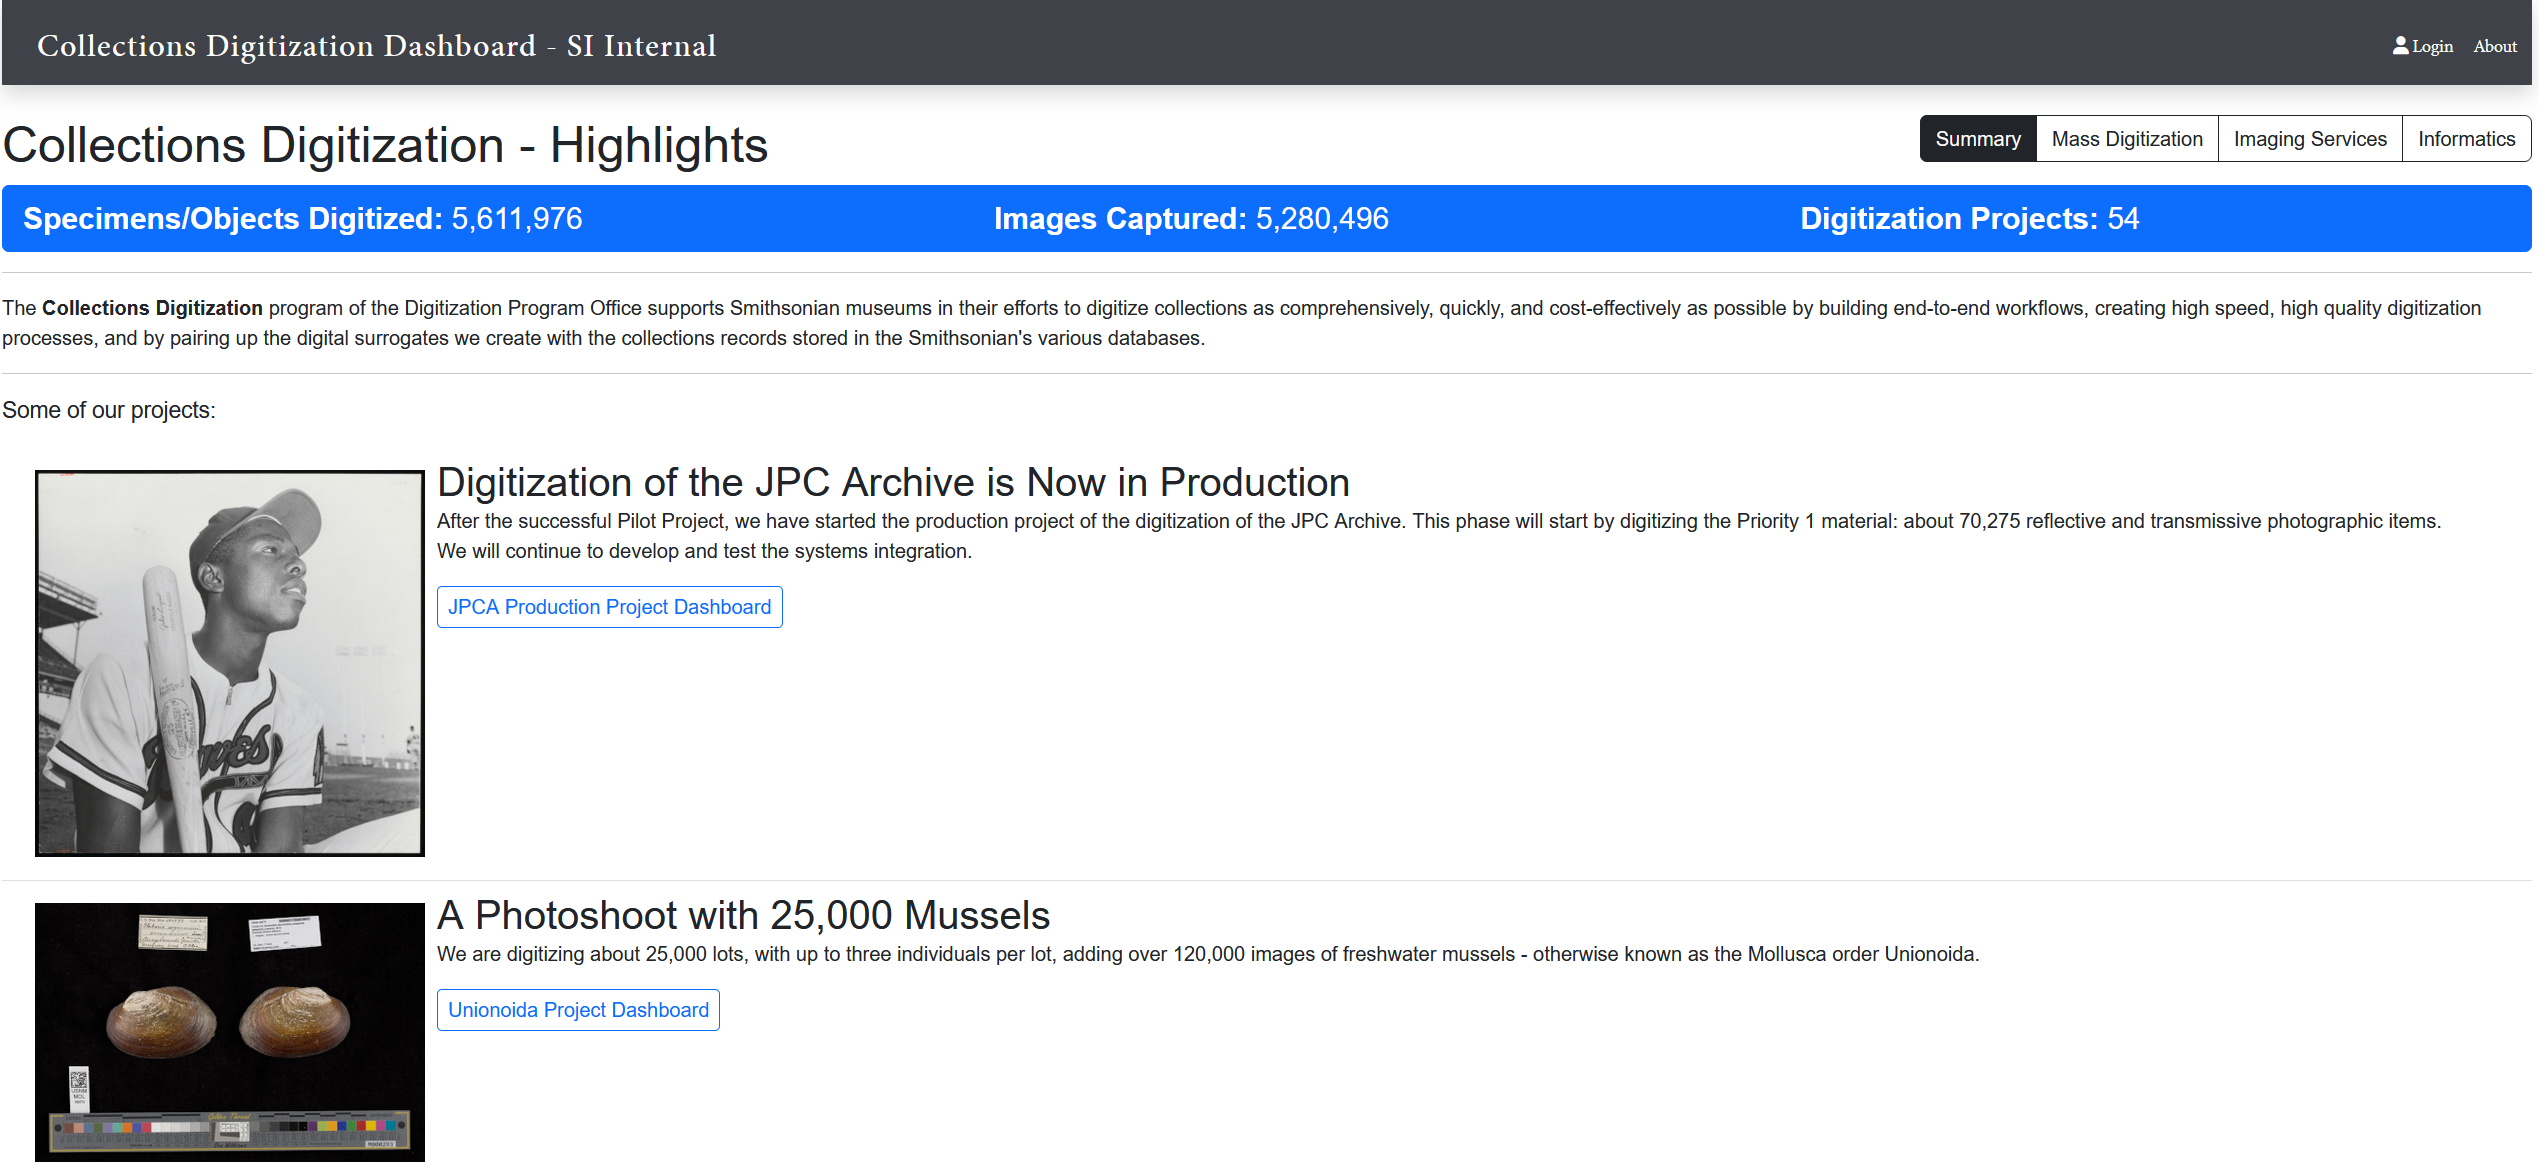 Collections Digitization Dashboard - SI Internal
Login About
Collections Digitization - Highlights
Summary Mass Digitization Imaging Services Informatics
Specimens/Objects Digitized: 5,611,976 Images Captured: 5,280,496 Digitization Projects: 54
The Collections Digitization program of the Digitization Program Office supports Smithsonian museums in their efforts to digitize collections as comprehensively, quickly, and cost-effectively as possible by building end-to-end workflows, creating high speed, high quality digitization
processes, and by pairing up the digital surrogates we create with the collections records stored in the Smithsonian's various databases.
Some of our projects:
Digitization of the JPC Archive is Now in Production
After the successful Pilot Project, we have started the production project of the digitization of the JPC Archive. This phase will start by digitizing the Priority 1 material: about 70,275 reflective and transmissive photographic items.
We will continue to develop and test the systems integration.
JPCA Production Project Dashboard
A Photoshoot with 25,000 Mussels
We are digitizing about 25,000 lots, with up to three individuals per lot, adding over 120,000 images of freshwater mussels - otherwise known as the Mollusca order Unionoida.
Unionoida Project Dashboard
USNM
MOL